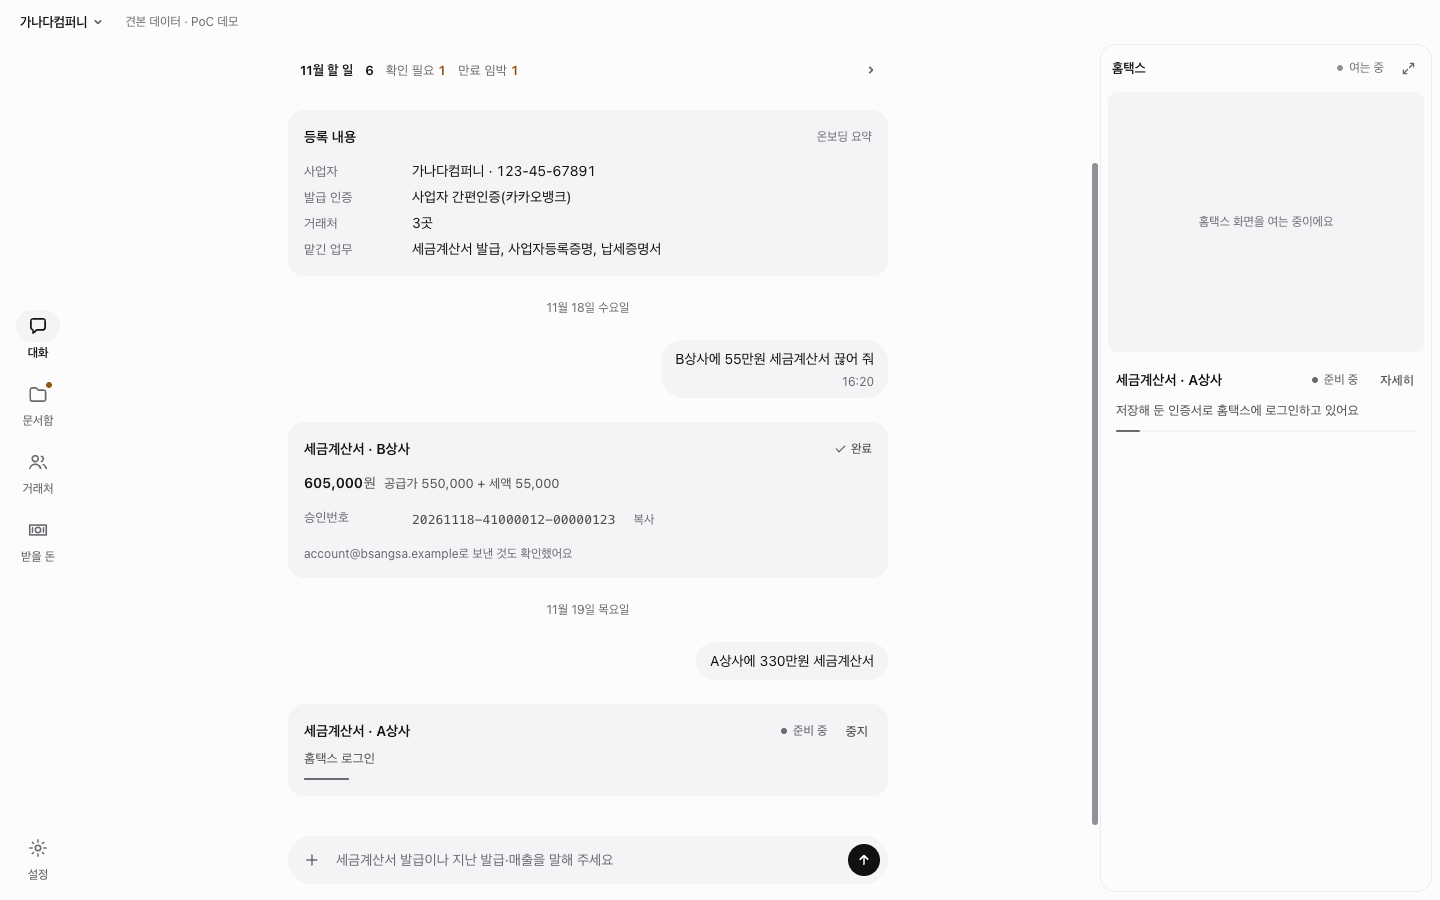 가나다컴퍼니
견본 데이터 · PoC 데모
11월 할 일 6 확인 필요 1 만료 임박 1
등록 내용
온보딩 요약
사업자 가나다컴퍼니 · 123-45-67891
발급 인증 사업자 간편인증(카카오뱅크)
거래처 3곳
맡긴 업무 세금계산서 발급, 사업자등록증명, 납세증명서
11월 18일 수요일
B상사에 55만원 세금계산서 끊어 줘
16:20
세금계산서 · B상사
완료
605,000원 공급가 550,000 + 세액 55,000
승인번호 20261118-41000012-00000123 복사
account@bsangsa.example로 보낸 것도 확인했어요
11월 19일 목요일
A상사에 330만원 세금계산서
세금계산서 · A상사
준비 중 중지
홈택스 로그인
세금계산서 발급이나 지난 발급·매출을 말해 주세요
대화
문서함
거래처
받을 돈
설정
홈택스
여는 중
홈택스 화면을 여는 중이에요
세금계산서 · A상사
준비 중 자세히
저장해 둔 인증서로 홈택스에 로그인하고 있어요